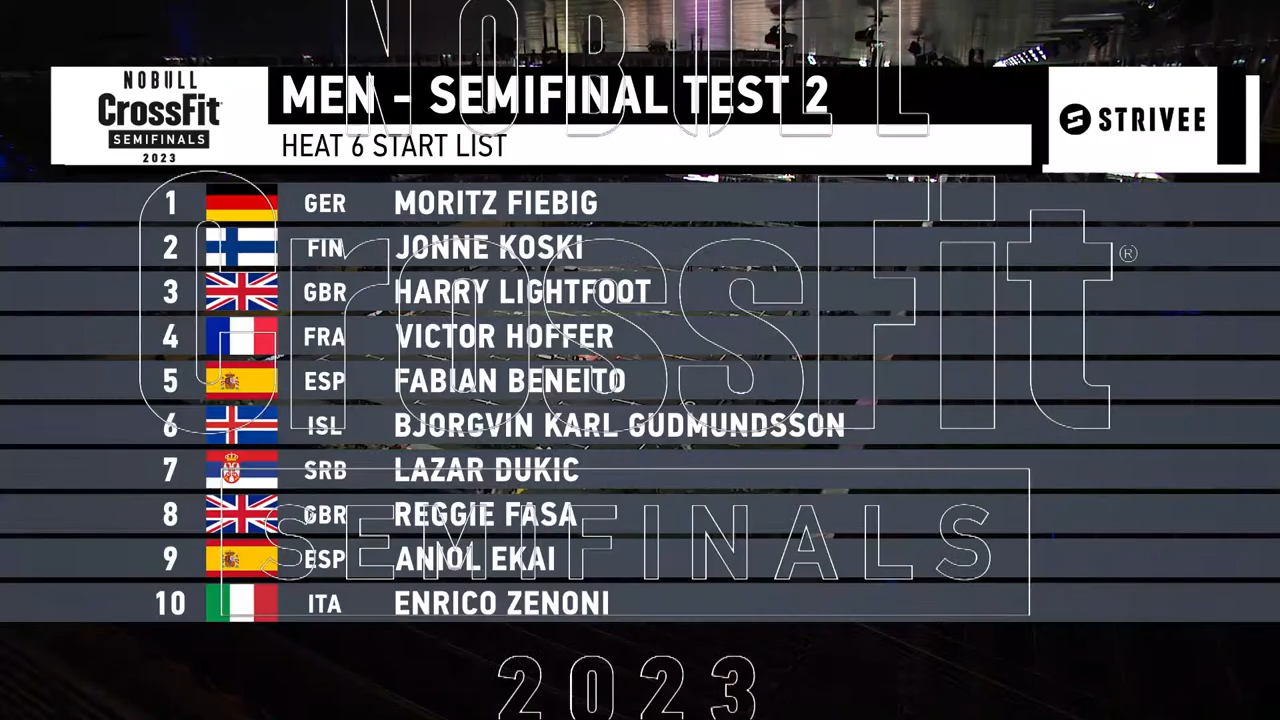 NOBULL
NOBULL
CrossFit
SEMIFINALS
2023
MEN - SEMIFINAL TEST 2
HEAT 6 START LIST
STRIVEE
1 GER MORITZ FIEBIG
2 FIN JONNE KOSKI
3 GBR HARRY LIGHTFOOT
4 FRA VICTOR HOFFER
5 ESP FABIAN BENEITO
6 ISL BJORGVIN KARL GUDMUNDSSON
7 SRB LAZAR DUKIC
8 GBR REGGIE FASA
9 ESP ANIOL EKAI
10 ITA ENRICO ZENONI
CrossFit®
SEMIFINALS
2023